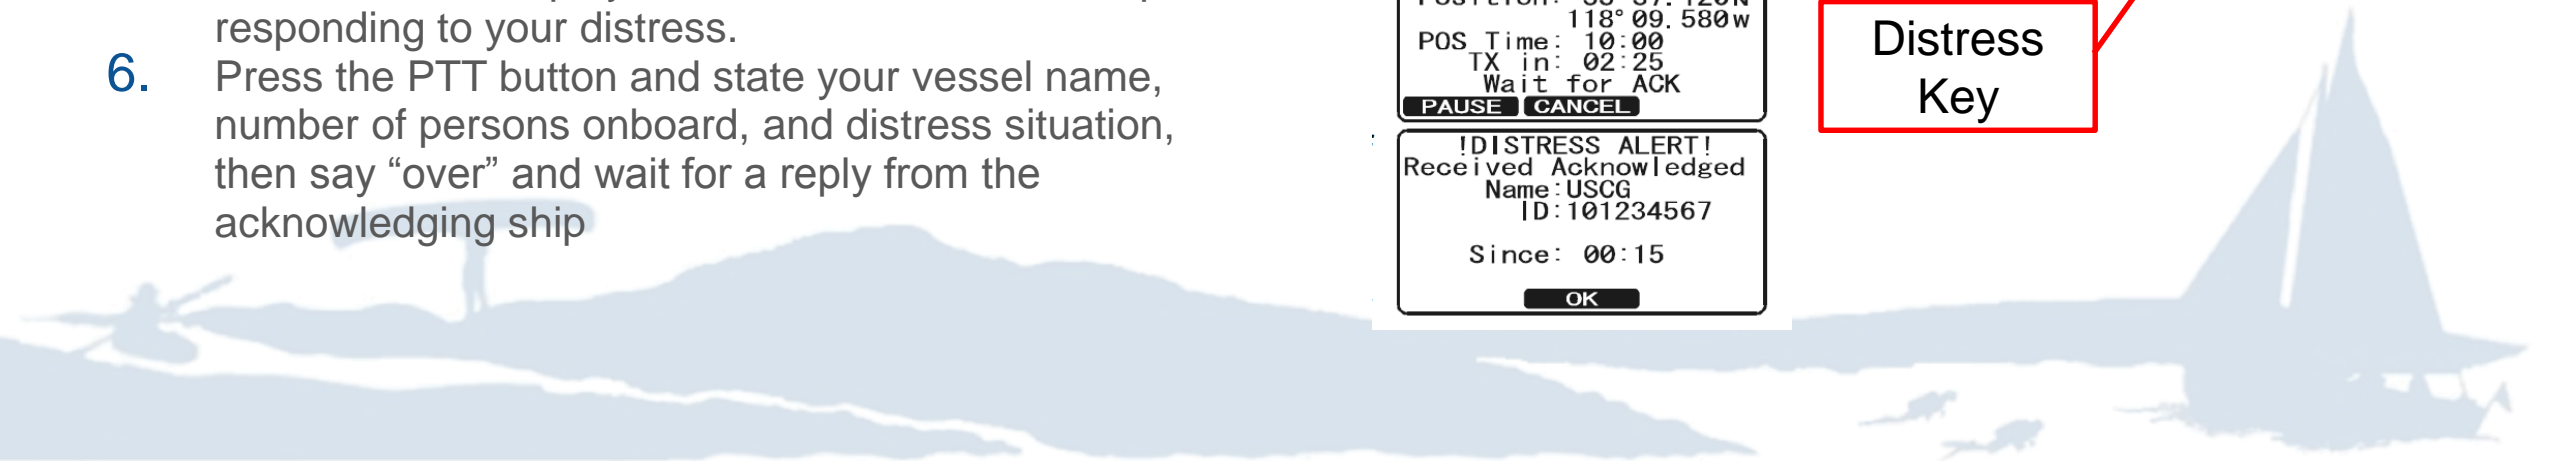 responding to your distress.
6. Press the PTT button and state your vessel name,
number of persons onboard, and distress situation,
then say “over” and wait for a reply from the
acknowledging ship
118°09.580W
POS Time: 10:00
TX in: 02:25
Wait for ACK
PAUSE CANCEL
!DISTRESS ALERT!
Received Acknowledged
Name:USCG
ID:101234567
Since: 00:15
OK
Distress
Key